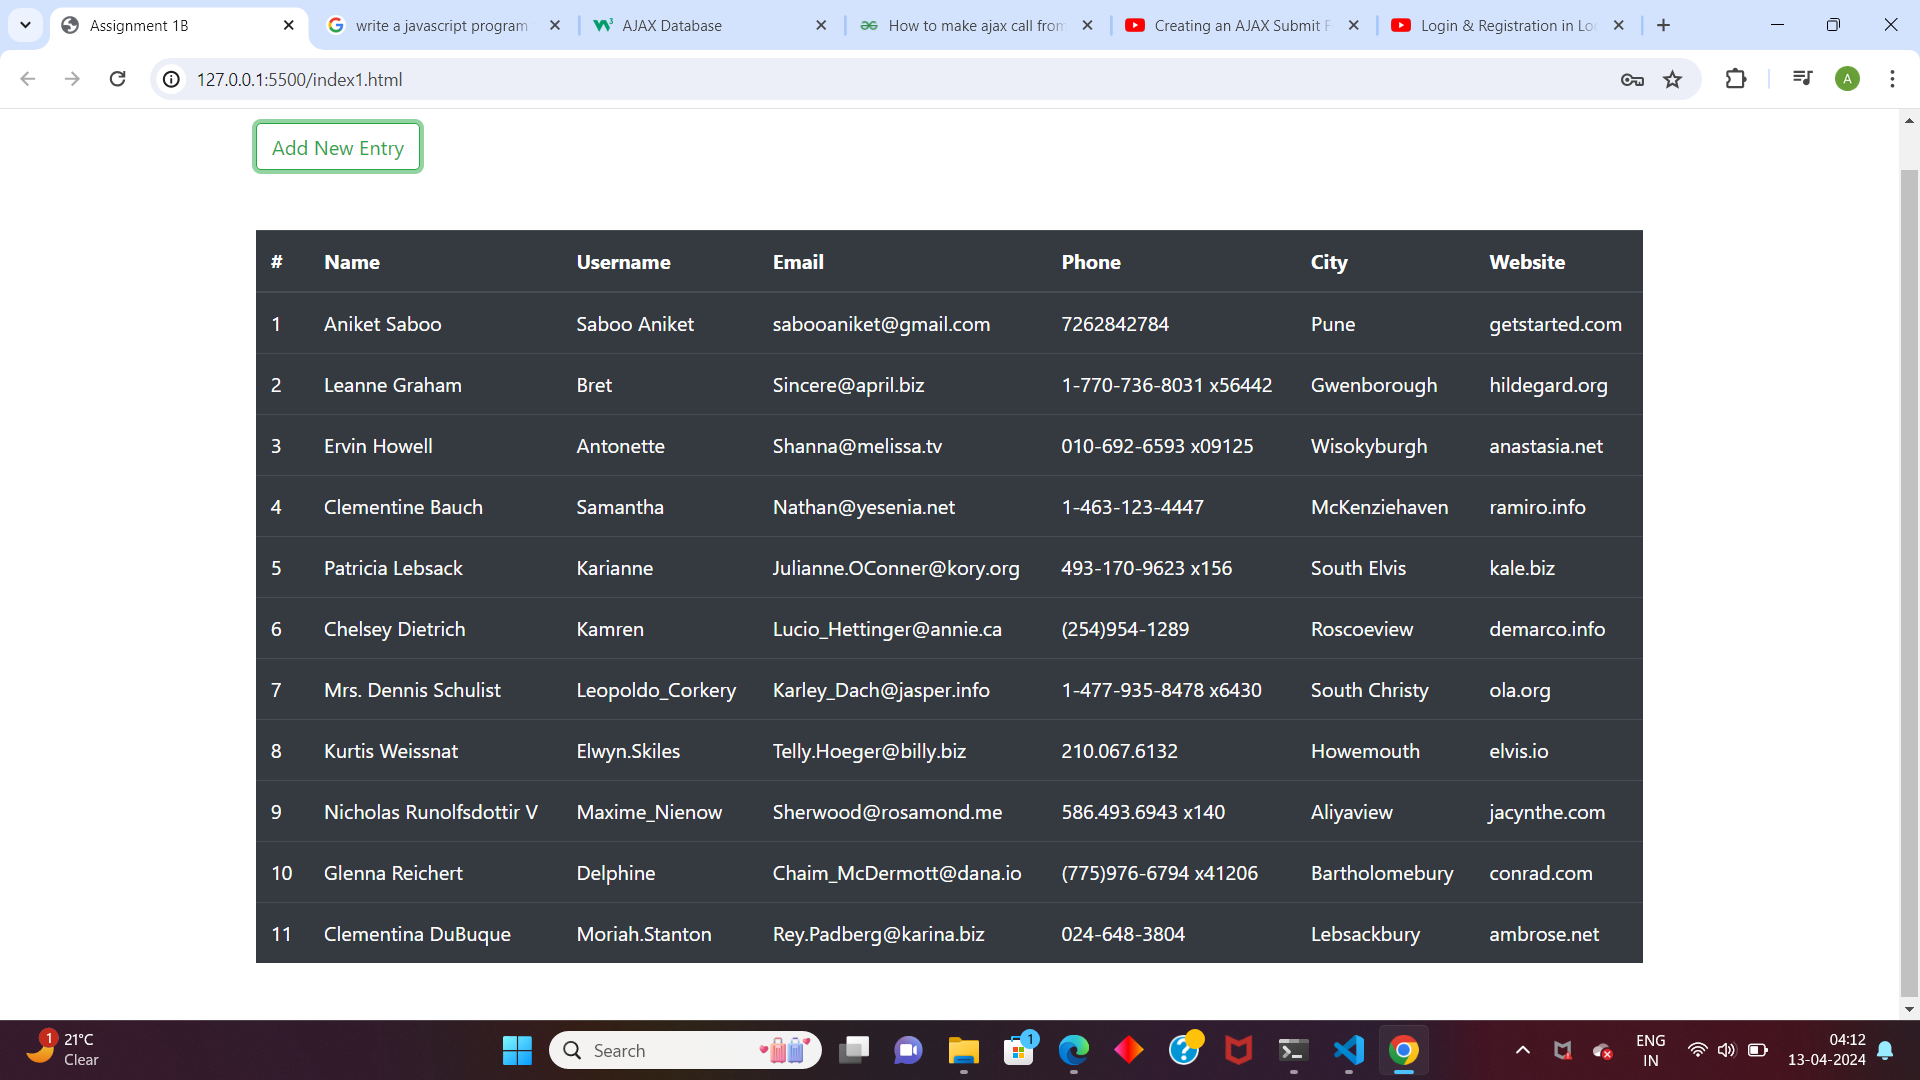 Assignment 1B
write a javascript program
AJAX Database
How to make ajax call from
Creating an AJAX Submit F
Login & Registration in Loc
127.0.0.1:5500/index1.html
A
Add New Entry
# Name Username Email Phone City Website
1 Aniket Saboo Saboo Aniket sabooaniket@gmail.com 7262842784 Pune getstarted.com
2 Leanne Graham Bret Sincere@april.biz 1-770-736-8031 x56442 Gwenborough hildegard.org
3 Ervin Howell Antonette Shanna@melissa.tv 010-692-6593 x09125 Wisokyburgh anastasia.net
4 Clementine Bauch Samantha Nathan@yesenia.net 1-463-123-4447 McKenziehaven ramiro.info
5 Patricia Lebsack Karianne Julianne.OConner@kory.org 493-170-9623 x156 South Elvis kale.biz
6 Chelsey Dietrich Kamren Lucio_Hettinger@annie.ca (254)954-1289 Roscoeview demarco.info
7 Mrs. Dennis Schulist Leopoldo_Corkery Karley_Dach@jasper.info 1-477-935-8478 x6430 South Christy ola.org
8 Kurtis Weissnat Elwyn.Skiles Telly.Hoeger@billy.biz 210.067.6132 Howemouth elvis.io
9 Nicholas Runolfsdottir V Maxime_Nienow Sherwood@rosamond.me 586.493.6943 x140 Aliyaview jacynthe.com
10 Glenna Reichert Delphine Chaim_McDermott@dana.io (775)976-6794 x41206 Bartholomebury conrad.com
11 Clementina DuBuque Moriah.Stanton Rey.Padberg@karina.biz 024-648-3804 Lebsackbury ambrose.net
1
21°C
Clear
Search
1
ENG
IN
04:12
13-04-2024